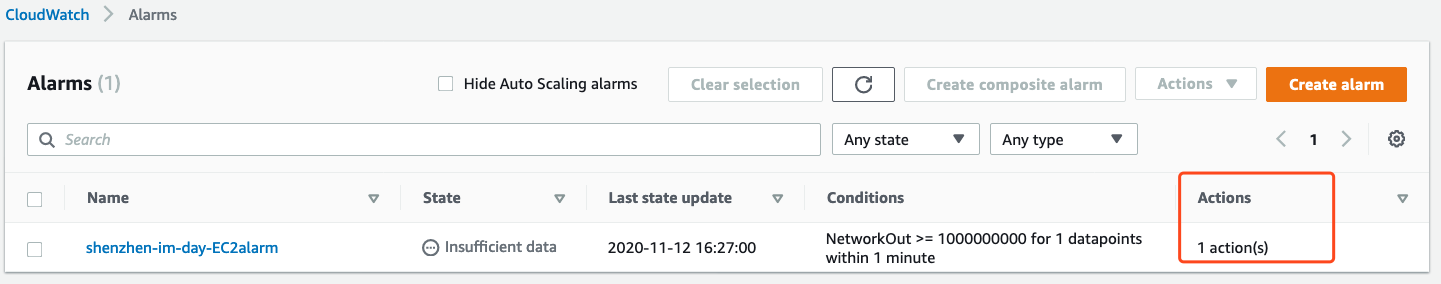 CloudWatch > Alarms
Alarms (1)
Hide Auto Scaling alarms
Clear selection
Create composite alarm
Actions
Create alarm
Search
Any state
Any type
1
Name
State
Last state update
Conditions
Actions
shenzhen-im-day-EC2alarm
Insufficient data
2020-11-12 16:27:00
NetworkOut >= 1000000000 for 1 datapoints
within 1 minute
1 action(s)